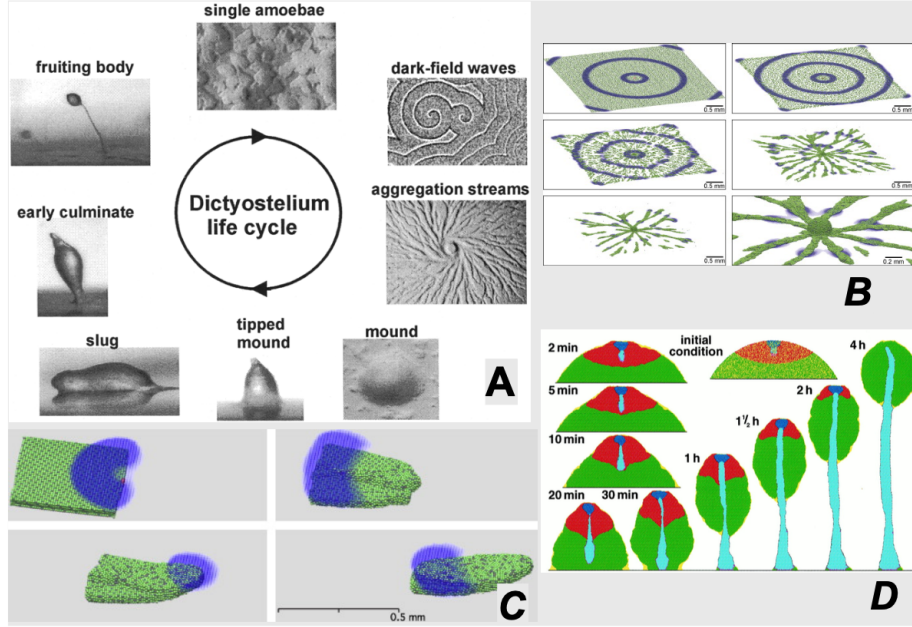 single amoebae
fruiting body
dark-field waves
Dictyostelium
life cycle
aggregation streams
early culminate
slug
tipped
mound
mound
A
0.5 mm
0.5 mm
0.5 mm
0.5 mm
0.5 mm
0.2 mm
B
0.5 mm
C
2 min
initial
condition
4 h
5 min
2 h
1 1/2 h
10 min
1 h
20 min
30 min
D